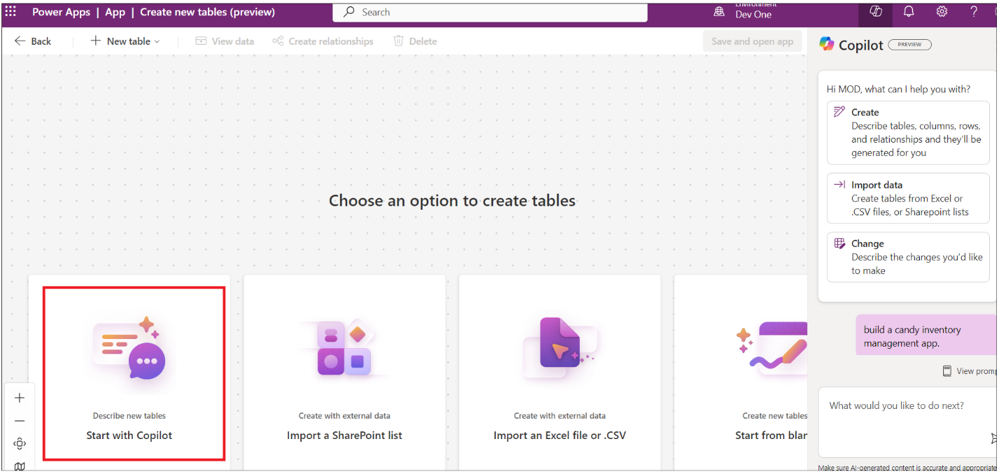 Power Apps | App | Create new tables (preview)
Search
Environment
Dev One
?
Back
New table
View data
Create relationships
Delete
Save and open app
Copilot PREVIEW
Hi MOD, what can I help you with?
Create
Describe tables, columns, rows,
and relationships and they'll be
generated for you
Import data
Create tables from Excel or
.CSV files, or Sharepoint lists
Change
Describe the changes you'd like
to make
build a candy inventory
management app.
View
What would you like to do next?
Make sure AI-generated content is accurate and appropriate
Choose an option to create tables
Describe new tables
Start with Copilot
Create with external data
Import a SharePoint list
Create with external data
Import an Excel file or .CSV
Create new tables
Start from